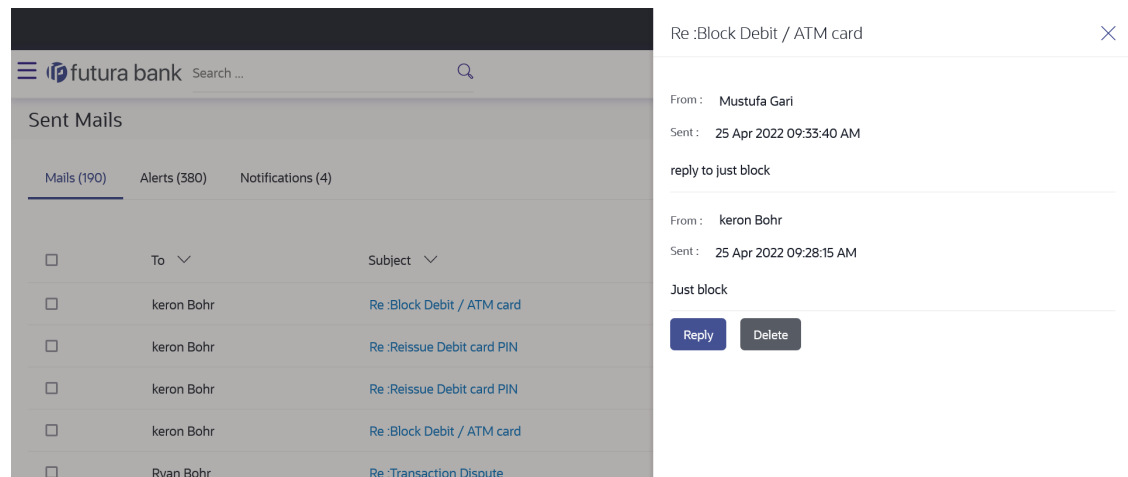 futura bank Search ...
Sent Mails
Mails (190) Alerts (380) Notifications (4)
To Subject
keron Bohr Re :Block Debit / ATM card
keron Bohr Re :Reissue Debit card PIN
keron Bohr Re :Reissue Debit card PIN
keron Bohr Re :Block Debit / ATM card
Ryan Bohr Re :Transaction Dispute
Re :Block Debit / ATM card
From : Mustufa Gari
Sent : 25 Apr 2022 09:33:40 AM
reply to just block
From : keron Bohr
Sent : 25 Apr 2022 09:28:15 AM
Just block
Reply Delete